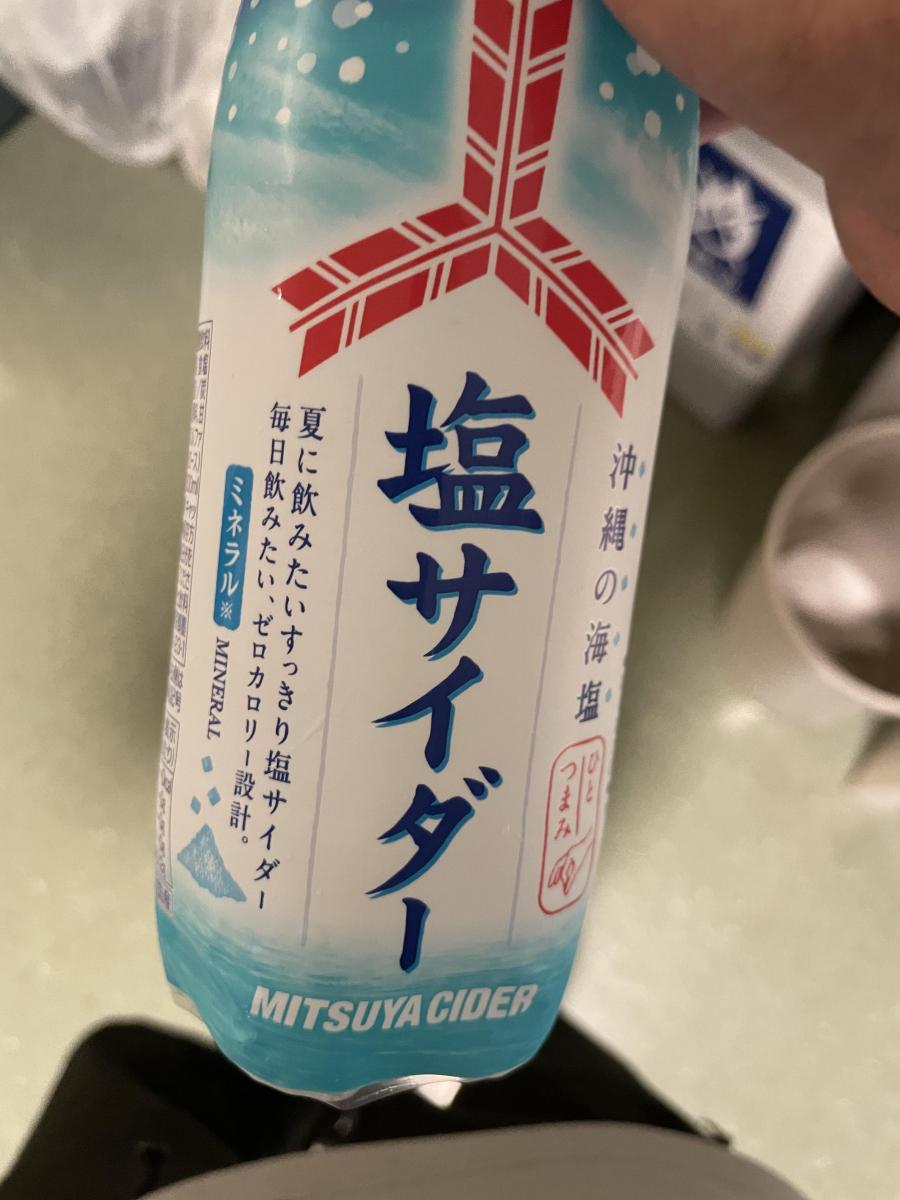 沖縄の海塩
ひと
つまみ
塩サイダー
夏に飲みたいすっきり塩サイダー
毎日飲みたい、ゼロカロリー設計。
ミネラル※
MINERAL
MITSUYA CIDER